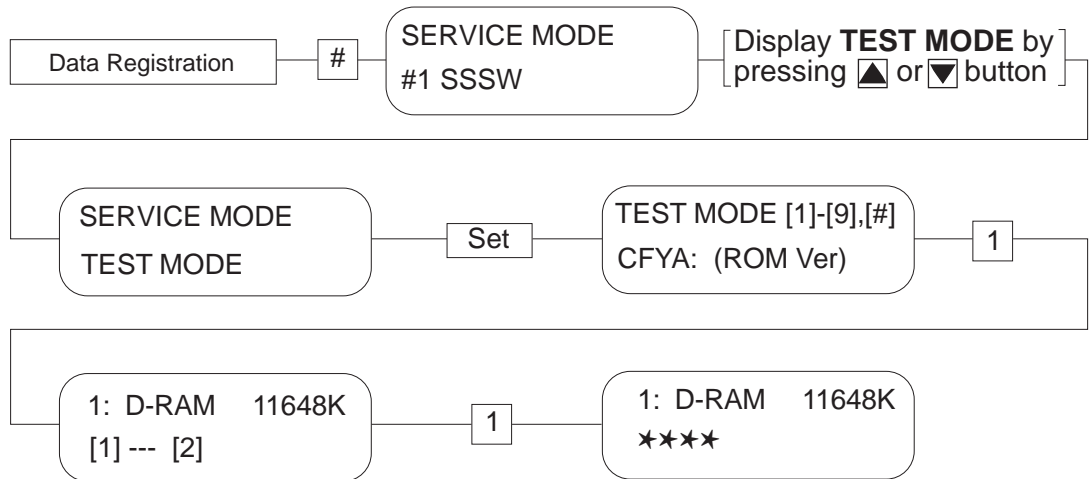 Data Registration
#
SERVICE MODE
#1 SSSW
Display TEST MODE by
pressing ▲ or ▼ button
SERVICE MODE
TEST MODE
Set
TEST MODE [1]-[9],[#]
CFYA: (ROM Ver)
1
1: D-RAM 11648K
[1] --- [2]
1
1: D-RAM 11648K
★★★★